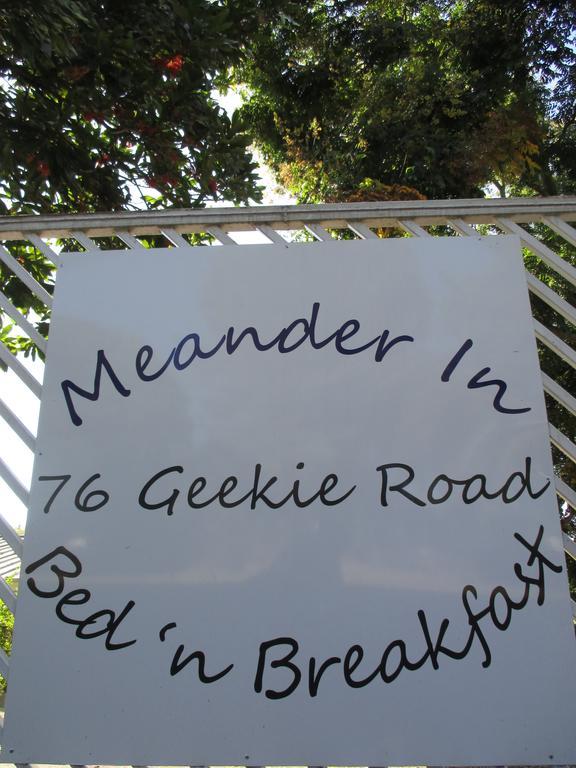 Meander In
76 Geekie Road
Bed 'n Breakfast